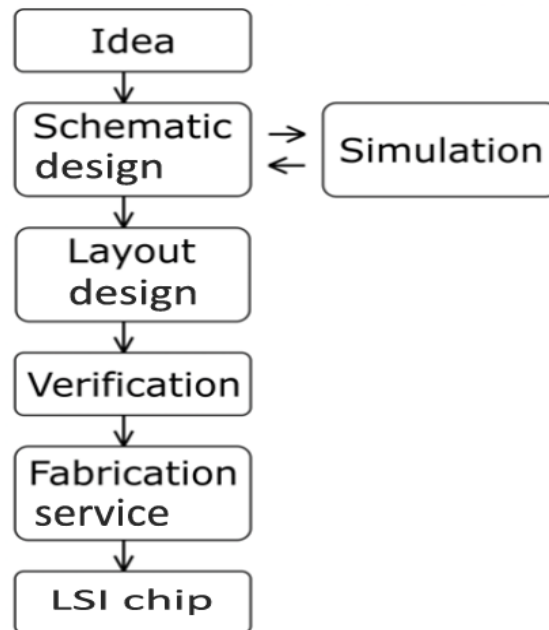 Idea
Schematic
design
Simulation
Layout
design
Verification
Fabrication
service
LSI chip